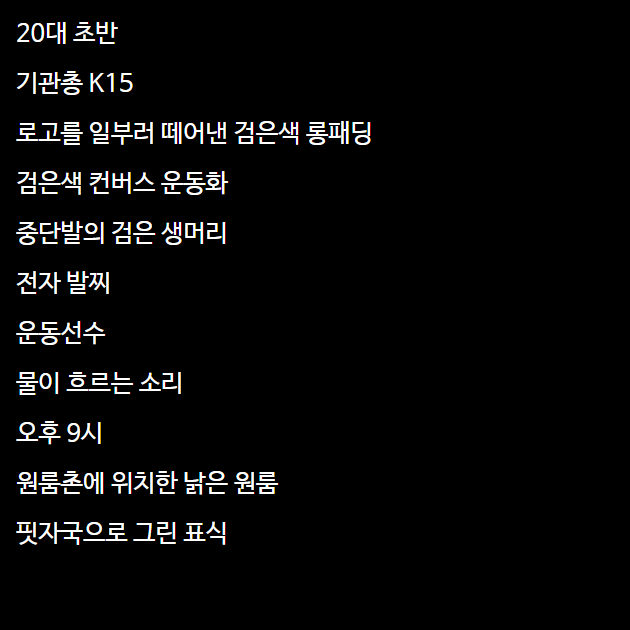 20대 초반
기관총 K15
로고를 일부러 떼어낸 검은색 롱패딩
검은색 컨버스 운동화
중단발의 검은 생머리
전자 발찌
운동선수
물이 흐르는 소리
오후 9시
원룸촌에 위치한 낡은 원룸
핏자국으로 그린 표식